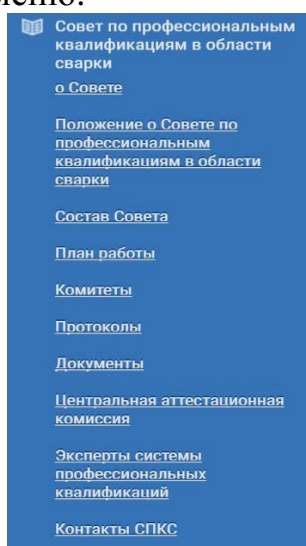 Совет по профессиональным
квалификациям в области
сварки
о Совете
Положение о Совете по
профессиональным
квалификациям в области
сварки
Состав Совета
План работы
Комитеты
Протоколы
Документы
Центральная аттестационная
комиссия
Эксперты системы
профессиональных
квалификаций
Контакты СПКС